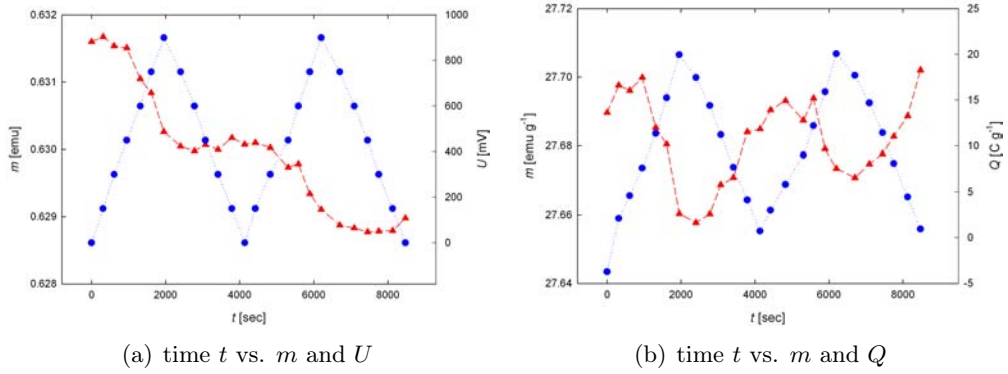 0.632
0.631
0.630
0.629
0.628
m [emu]
1000
800
600
400
200
0
U [mV]
0 2000 4000 6000 8000
t [sec]
(a) time t vs. m and U
27.72
27.70
27.68
27.66
27.64
m [emu g⁻¹]
25
20
15
10
5
0
-5
Q [C g⁻¹]
0 2000 4000 6000 8000
t [sec]
(b) time t vs. m and Q